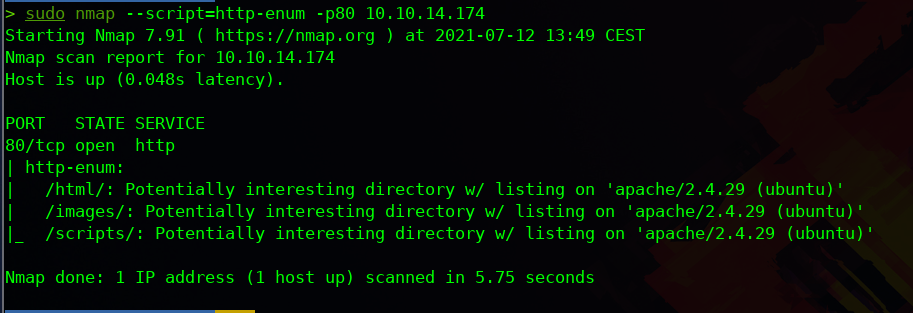 > sudo nmap --script=http-enum -p80 10.10.14.174
Starting Nmap 7.91 ( https://nmap.org ) at 2021-07-12 13:49 CEST
Nmap scan report for 10.10.14.174
Host is up (0.048s latency).

PORT   STATE SERVICE
80/tcp open  http
| http-enum:
|   /html/: Potentially interesting directory w/ listing on 'apache/2.4.29 (ubuntu)'
|   /images/: Potentially interesting directory w/ listing on 'apache/2.4.29 (ubuntu)'
|_  /scripts/: Potentially interesting directory w/ listing on 'apache/2.4.29 (ubuntu)'

Nmap done: 1 IP address (1 host up) scanned in 5.75 seconds